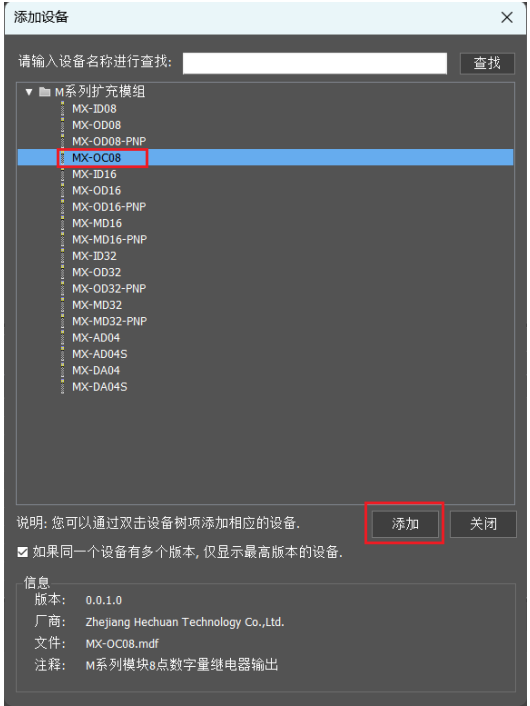 添加设备
请输入设备名称进行查找: 查找
M系列扩充模组
MX-ID08
MX-OD08
MX-OD08-PNP
MX-OC08
MX-ID16
MX-OD16
MX-OD16-PNP
MX-MD16
MX-MD16-PNP
MX-ID32
MX-OD32
MX-OD32-PNP
MX-MD32
MX-MD32-PNP
MX-AD04
MX-AD04S
MX-DA04
MX-DA04S
说明: 您可以通过双击设备树项添加相应的设备. 添加 关闭
如果同一个设备有多个版本, 仅显示最高版本的设备.
信息
版本: 0.0.1.0
厂商: Zhejiang Hechuan Technology Co.,Ltd.
文件: MX-OC08.mdf
注释: M系列模块8点数字量继电器输出